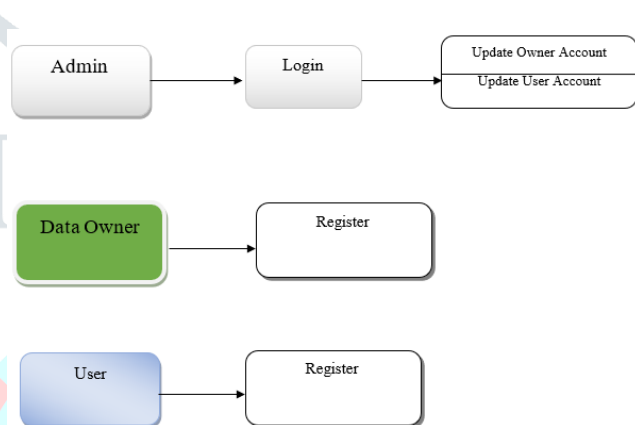 Admin
Login
Update Owner Account
Update User Account
Data Owner
Register
User
Register